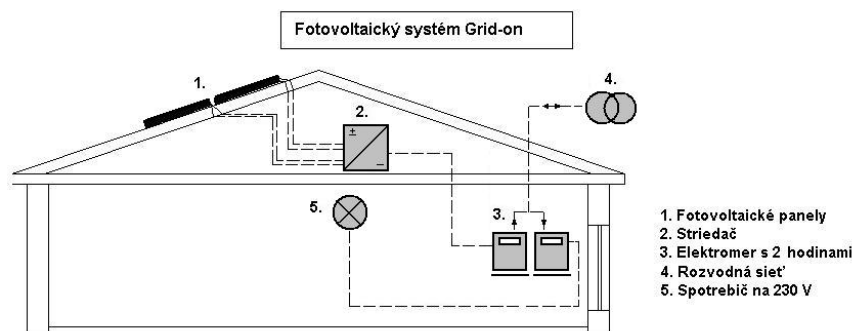 Fotovoltaický systém Grid-on
1.
4.
2.
±
–
5.
3.
1. Fotovoltaické panely
2. Striedač
3. Elektromer s 2 hodinami
4. Rozvodná sieť
5. Spotrebič na 230 V